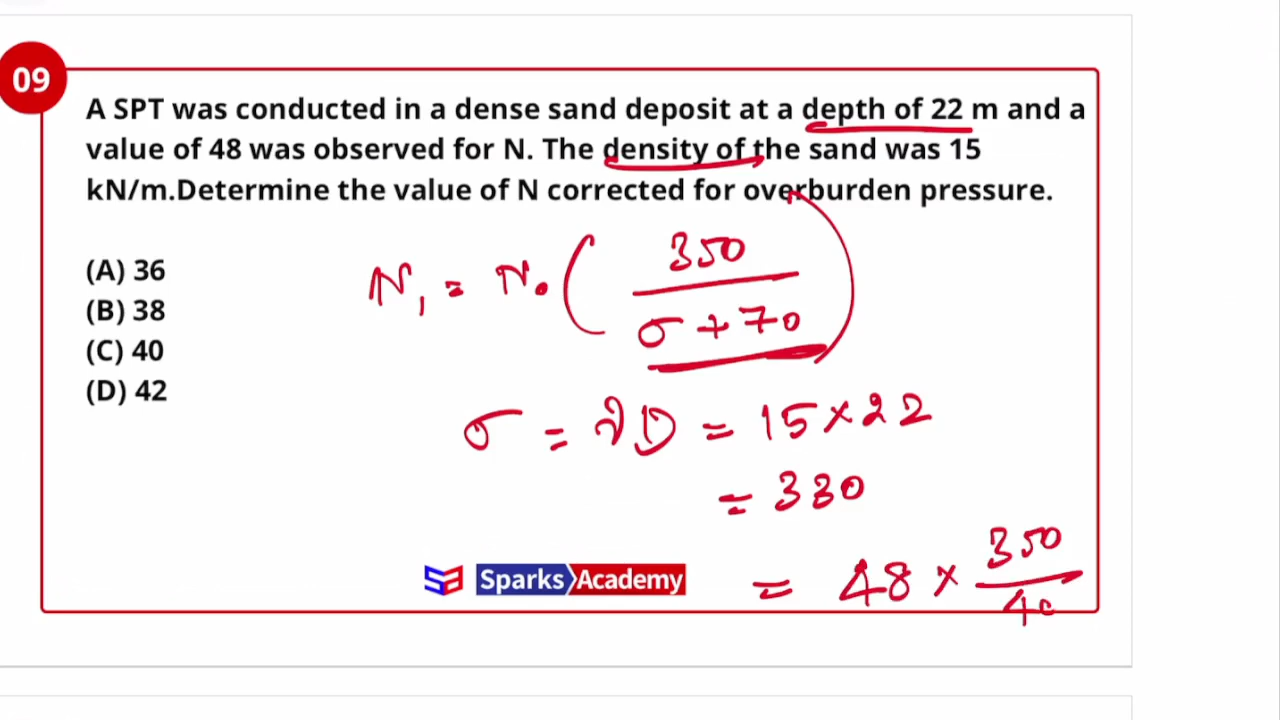 09
A SPT was conducted in a dense sand deposit at a depth of 22 m and a
value of 48 was observed for N. The density of the sand was 15
kN/m.Determine the value of N corrected for overburden pressure.
(A) 36
(B) 38
(C) 40
(D) 42
N₁ = N₀ ( 350 / σ + 70 )
σ = γD = 15 × 22
= 330
= 48 × 350 / 40
Sparks Academy